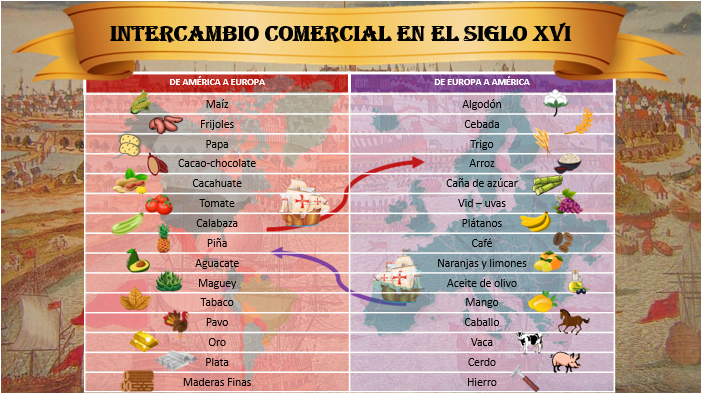 INTERCAMBIO COMERCIAL EN EL SIGLO XVI
DE AMÉRICA A EUROPA DE EUROPA A AMÉRICA
Maíz Algodón
Frijoles Cebada
Papa Trigo
Cacao-chocolate Arroz
Cacahuate Caña de azúcar
Tomate Vid – uvas
Calabaza Plátanos
Piña Café
Aguacate Naranjas y limones
Maguey Aceite de olivo
Tabaco Mango
Pavo Caballo
Oro Vaca
Plata Cerdo
Maderas Finas Hierro